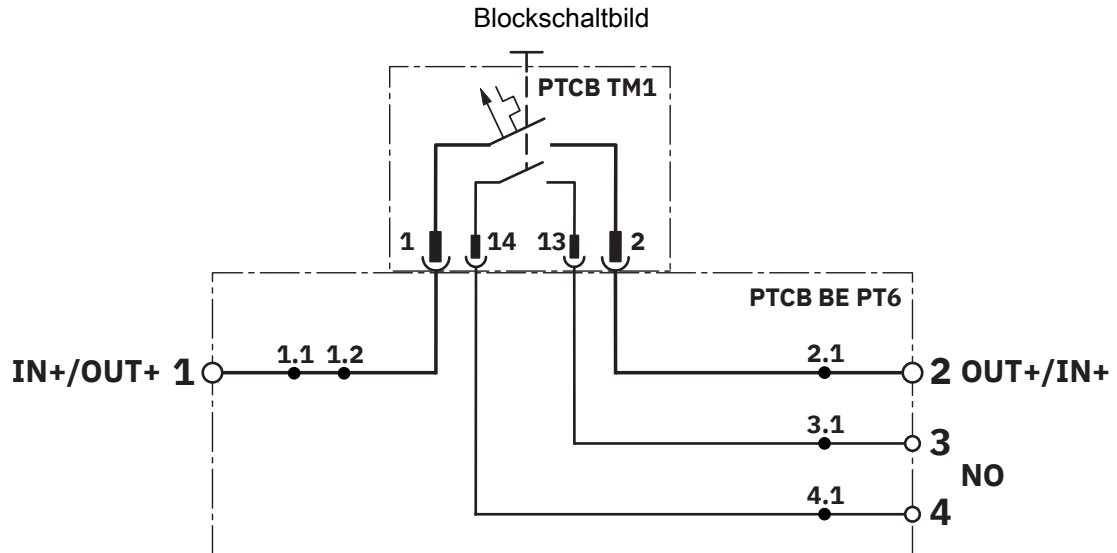 Blockschaltbild
PTCB TM1
1 14 13 2
PTCB BE PT6
IN+/OUT+ 1 1.1 1.2 2.1 2 OUT+/IN+
3.1 3
NO
4.1 4